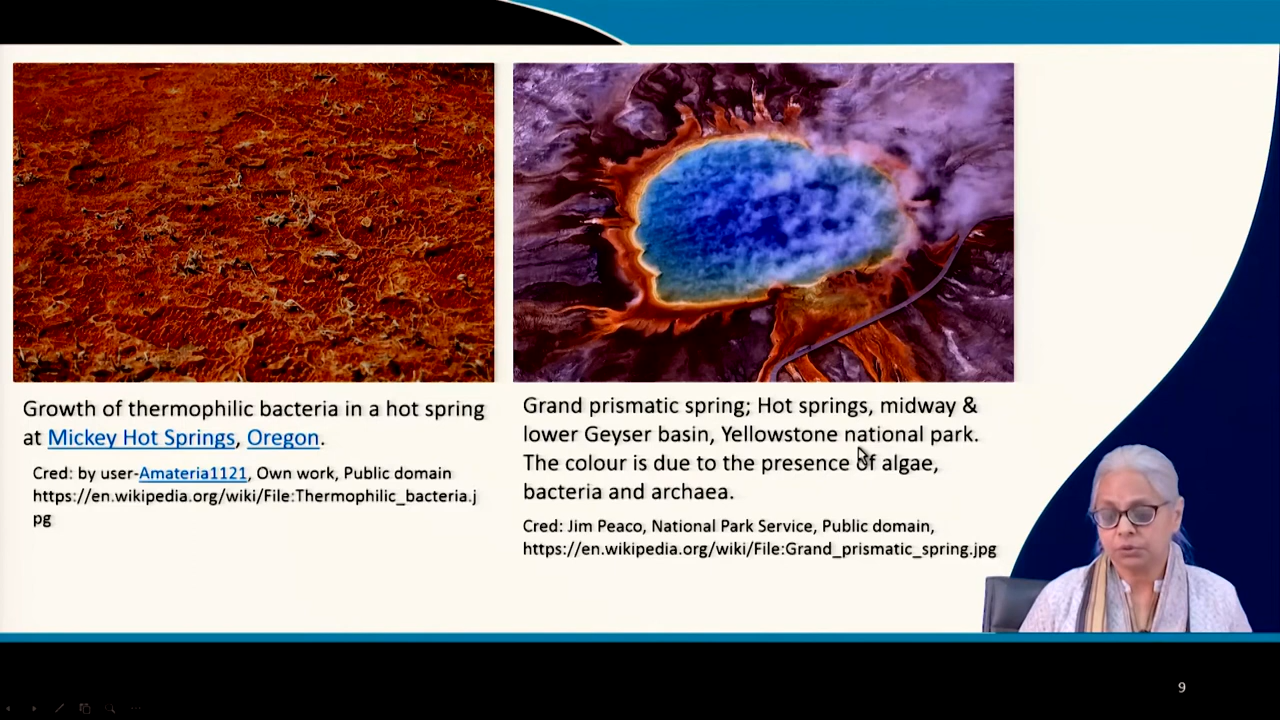 Growth of thermophilic bacteria in a hot spring
at Mickey Hot Springs, Oregon.
Cred: by user-Amateria1121, Own work, Public domain
https://en.wikipedia.org/wiki/File:Thermophilic_bacteria.j
pg
Grand prismatic spring; Hot springs, midway &
lower Geyser basin, Yellowstone national park.
The colour is due to the presence of algae,
bacteria and archaea.
Cred: Jim Peaco, National Park Service, Public domain,
https://en.wikipedia.org/wiki/File:Grand_prismatic_spring.jpg
9